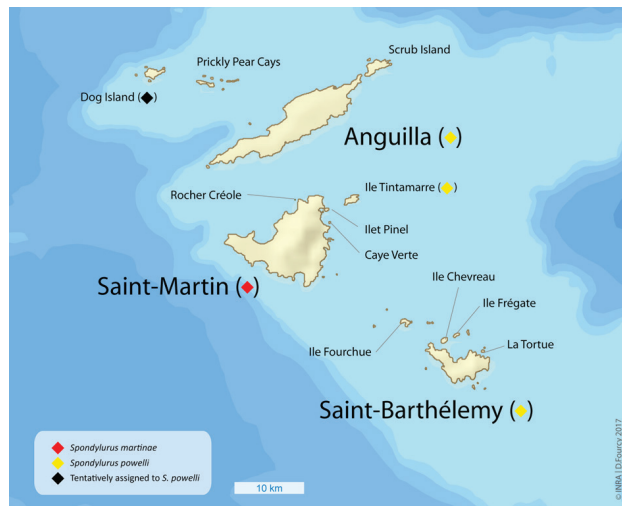 Scrub Island
Prickly Pear Cays
Dog Island (◆)
Anguilla (◆)
Ile Tintamarre (◆)
Rocher Créole
Ilet Pinel
Caye Verte
Saint-Martin (◆)
Ile Chevreau
Ile Frégate
La Tortue
Ile Fourchue
Saint-Barthélemy (◆)
Spondylurus martinae
Spondylurus powelli
Tentatively assigned to S. powelli
10 km
© INRA | D.Fourcy 2017